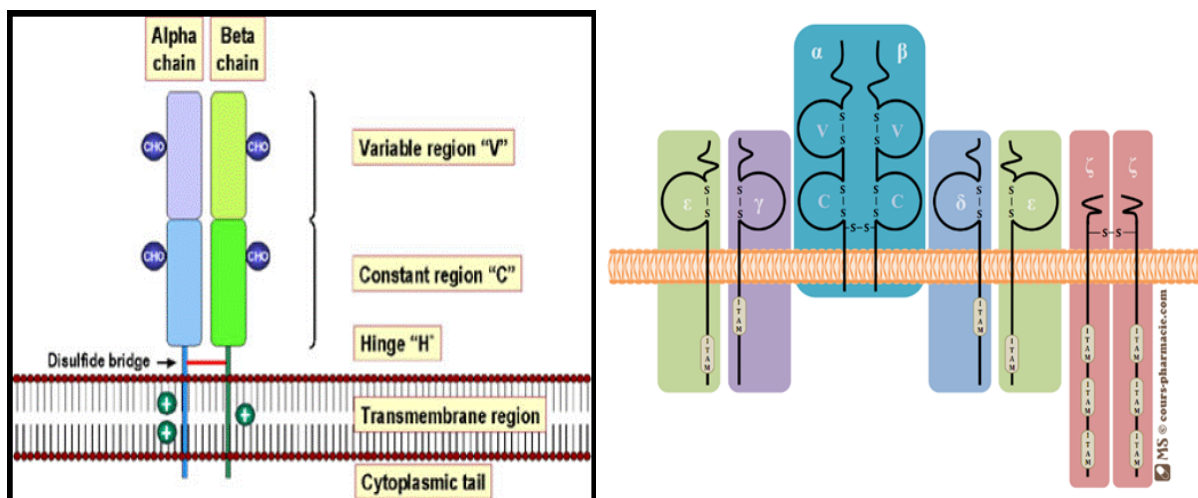 Alpha
chain
Beta
chain
CHO
CHO
Variable region "V"
CHO
CHO
Constant region "C"
Hinge "H"
Disulfide bridge
+
+
+
Transmembrane region
Cytoplasmic tail
α
β
V
S
S
V
S
S
ε
S
S
γ
C
S
S
C
S
S
S-S
δ
S
S
ε
ζ
ζ
S-S
ITAM
ITAM
ITAM
ITAM
ITAM
ITAM
ITAM
ITAM
ITAM
ITAM
MS © cours-pharmacie.com